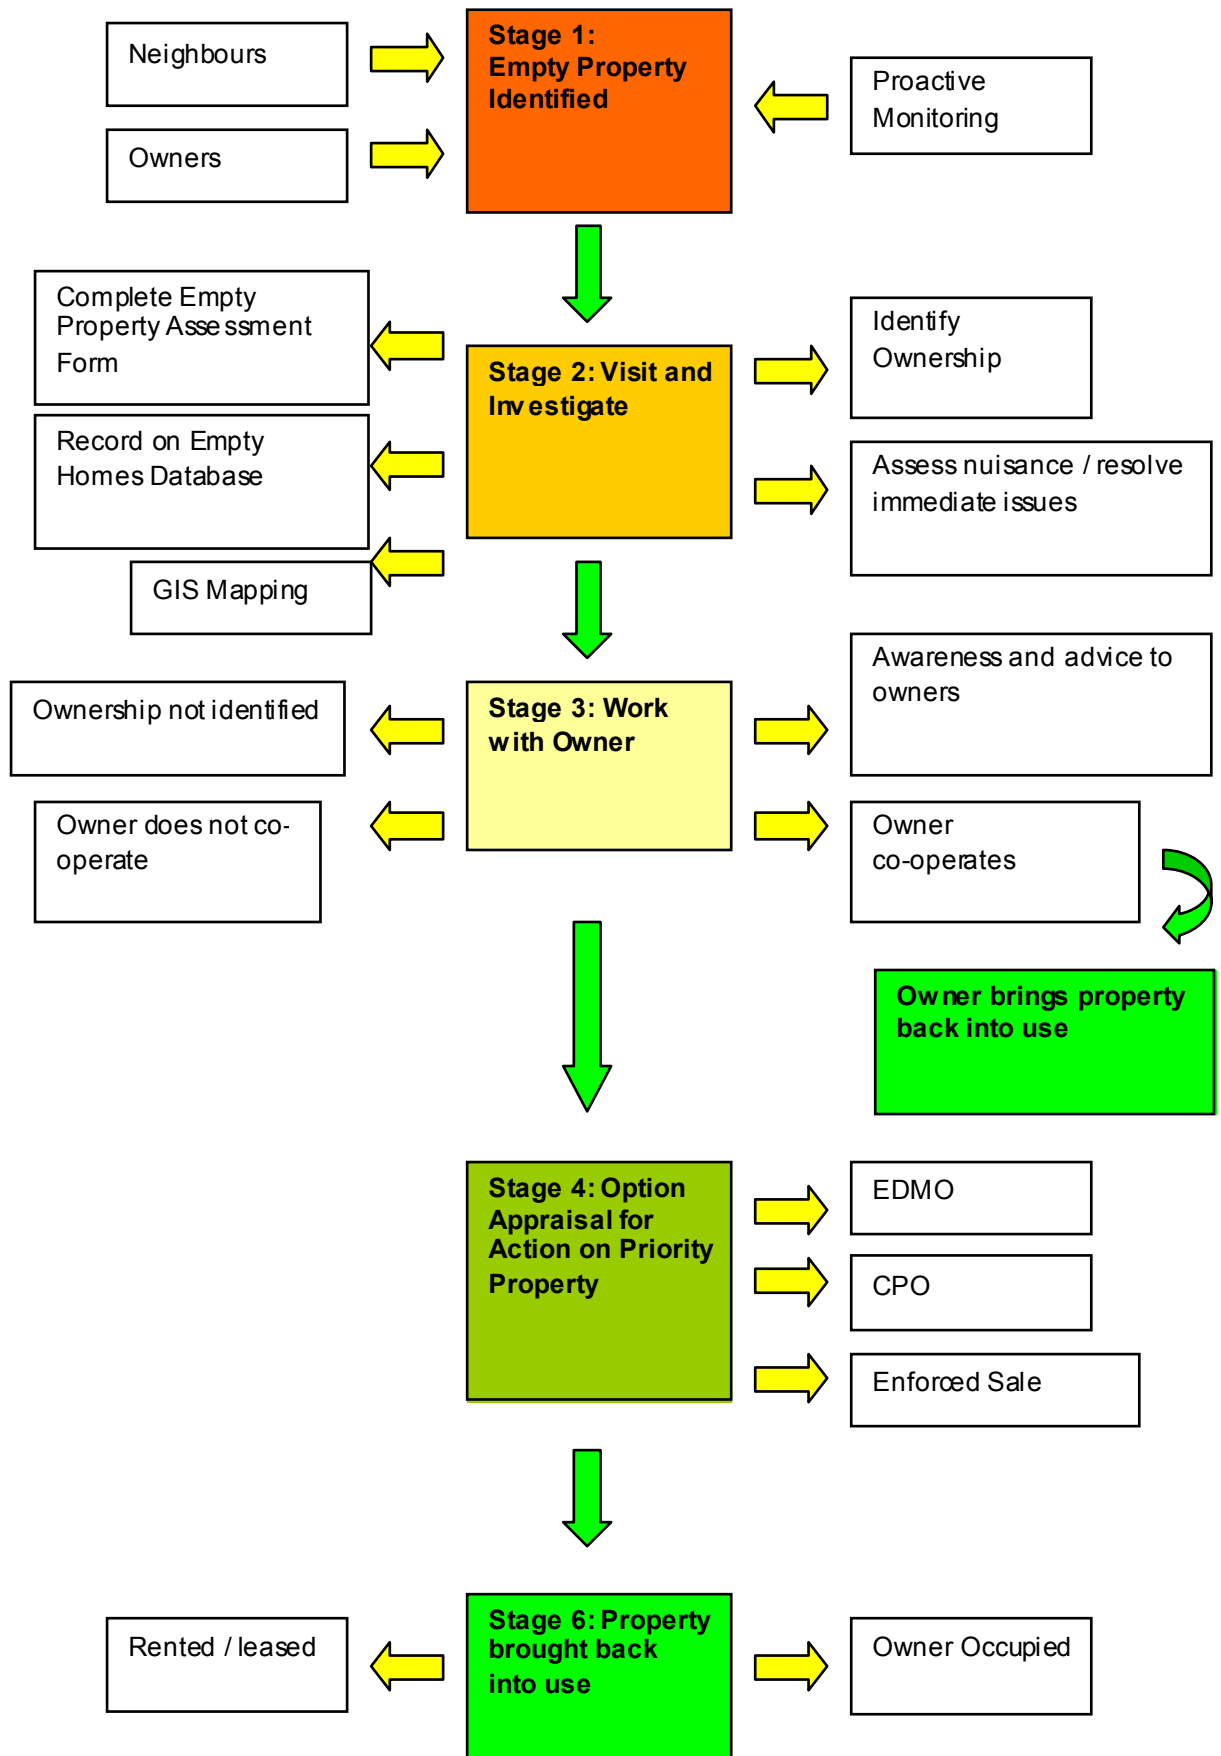 Neighbours
Owners
Stage 1:
Empty Property
Identified
Proactive
Monitoring
Complete Empty
Property Assessment
Form
Record on Empty
Homes Database
GIS Mapping
Stage 2: Visit and
Investigate
Identify
Ownership
Assess nuisance / resolve
immediate issues
Ownership not identified
Owner does not co-
operate
Stage 3: Work
with Owner
Awareness and advice to
owners
Owner
co-operates
Owner brings property
back into use
Stage 4: Option
Appraisal for
Action on Priority
Property
EDMO
CPO
Enforced Sale
Rented / leased
Stage 6: Property
brought back
into use
Owner Occupied